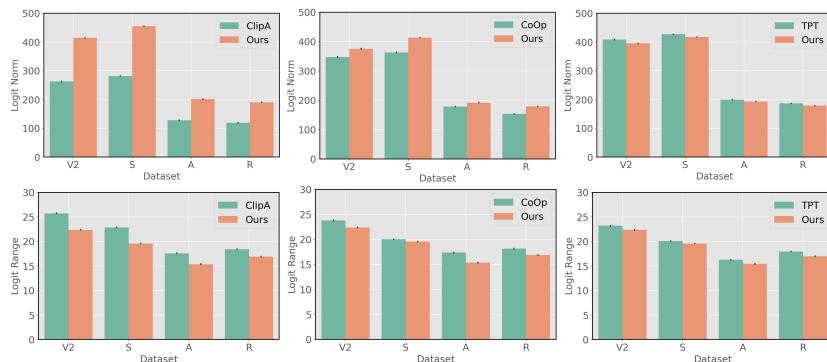 500
400
300
200
100
0
Logit Norm
V2
S
A
R
Dataset
ClipA
Ours
500
400
300
200
100
0
Logit Norm
V2
S
A
R
Dataset
CoOp
Ours
500
400
300
200
100
0
Logit Norm
V2
S
A
R
Dataset
TPT
Ours
30
25
20
15
10
5
0
Logit Range
V2
S
A
R
Dataset
ClipA
Ours
30
25
20
15
10
5
0
Logit Range
V2
S
A
R
Dataset
CoOp
Ours
30
25
20
15
10
5
0
Logit Range
V2
S
A
R
Dataset
TPT
Ours